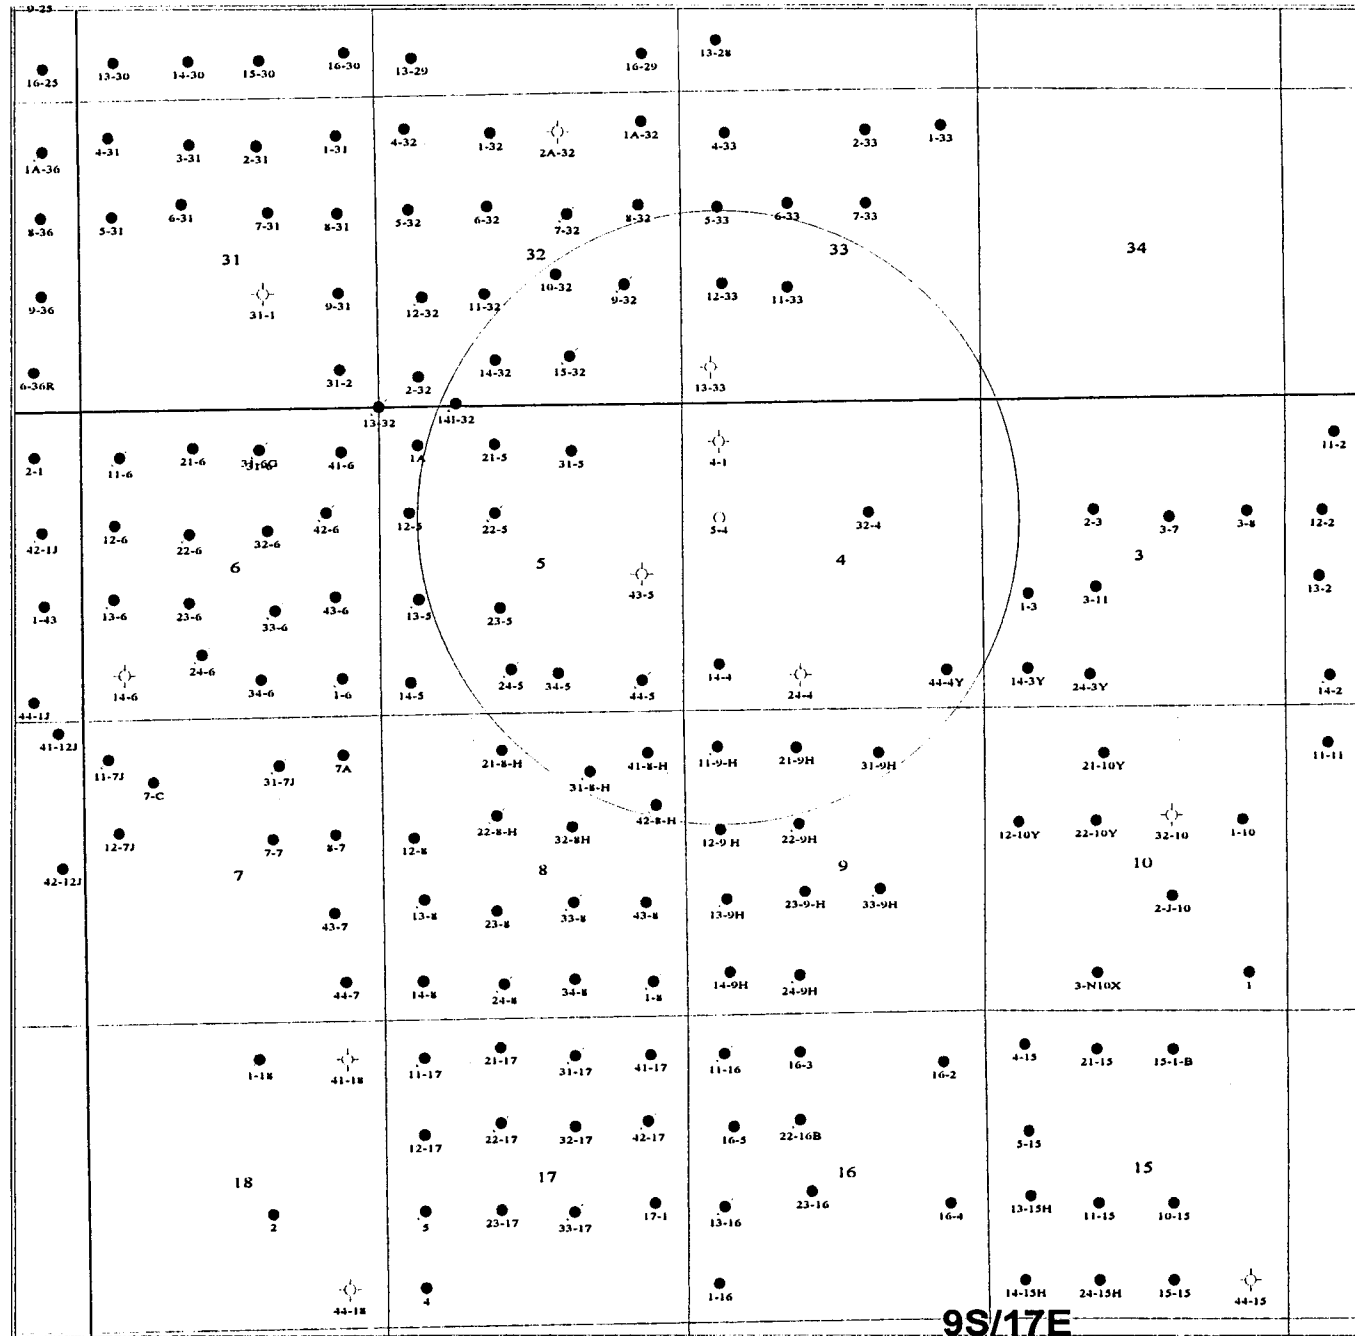 9-25
16-25 13-30 14-30 15-30 16-30 13-29 16-29 13-28
1A-36 4-31 3-31 2-31 1-31 4-32 1-32 2A-32 1A-32 4-33 2-33 1-33
8-36 5-31 6-31 7-31 8-31 5-32 6-32 7-32 8-32 5-33 6-33 7-33
31 32 33 34
9-36 31-1 9-31 12-32 11-32 10-32 9-32 12-33 11-33
6-36R 31-2 2-32 14-32 15-32 13-33
13-32 141-32
2-1 11-6 21-6 41-6 1A 21-5 31-5 4-1 11-2
42-1J 12-6 22-6 32-6 42-6 12-5 22-5 5-4 32-4 2-3 3-7 3-8 12-2
6 5 4 3
1-43 13-6 23-6 33-6 43-6 13-5 23-5 43-5 1-3 3-11 13-2
44-1J 14-6 24-6 34-6 1-6 14-5 24-5 34-5 44-5 14-4 24-4 44-4Y 14-3Y 24-3Y 14-2
41-12J 11-7J 7-C 31-7J 7A 21-8-H 31-8-H 41-8-H 11-9-H 21-9H 31-9H 21-10Y 11-11
12-7J 7-7 8-7 12-8 22-8-H 32-8H 42-8-H 12-9 H 22-9H 12-10Y 22-10Y 32-10 1-10
42-12J 7 8 9 10
43-7 13-8 23-8 33-8 43-8 13-9H 23-9-H 33-9H 2-J-10
44-7 14-8 24-8 34-8 1-8 14-9H 24-9H 3-N10X 1
1-18 41-18 11-17 21-17 31-17 41-17 11-16 16-3 16-2 4-15 21-15 15-1-B
12-17 22-17 32-17 42-17 16-5 22-16B 5-15
18 17 16 15
2 5 23-17 33-17 17-1 13-16 23-16 16-4 13-15H 11-15 10-15
44-18 4 1-16 14-15H 24-15H 15-15 44-15
9S/17E